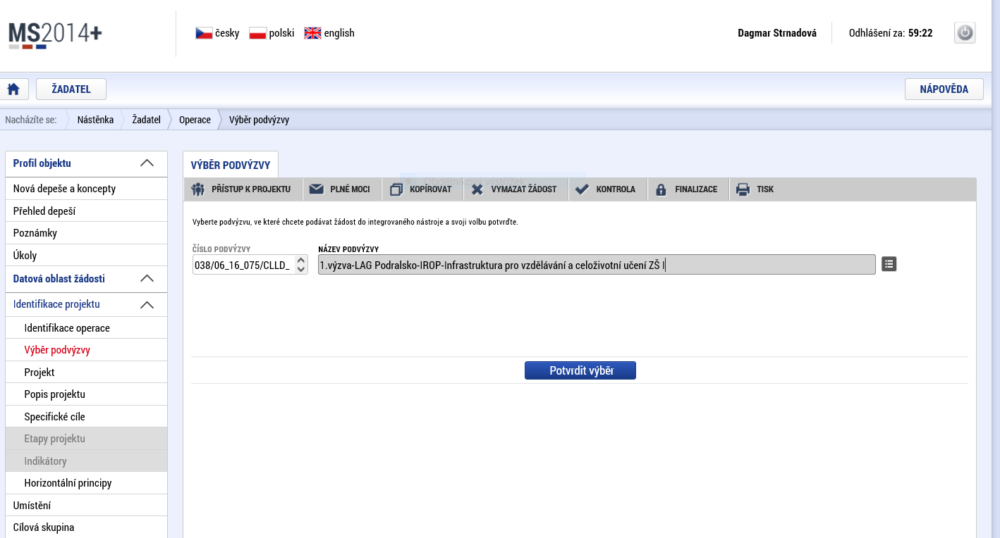 MS2014+
česky polski english
Dagmar Strnadová Odhlášení za: 59:22
ŽADATEL NÁPOVĚDA
Nacházíte se: Nástěnka Žadatel Operace Výběr podvýzvy
Profil objektu
Nová depeše a koncepty
Přehled depeší
Poznámky
Úkoly
Datová oblast žádosti
Identifikace projektu
Identifikace operace
Výběr podvýzvy
Projekt
Popis projektu
Specifické cíle
Etapy projektu
Indikátory
Horizontální principy
Umístění
Cílová skupina
VÝBĚR PODVÝZVY
Obdélníkový výstřižek
PŘÍSTUP K PROJEKTU PLNÉ MOCI KOPÍROVAT VYMAZAT ŽÁDOST KONTROLA FINALIZACE TISK
Vyberte podvýzvu, ve které chcete podávat žádost do integrovaného nástroje a svoji volbu potvrďte.
ČÍSLO PODVÝZVY NÁZEV PODVÝZVY
038/06_16_075/CLLD_ 1.výzva-LAG Podralsko-IROP-Infrastruktura pro vzdělávání a celoživotní učení ZŠ I
Potvrdit výběr